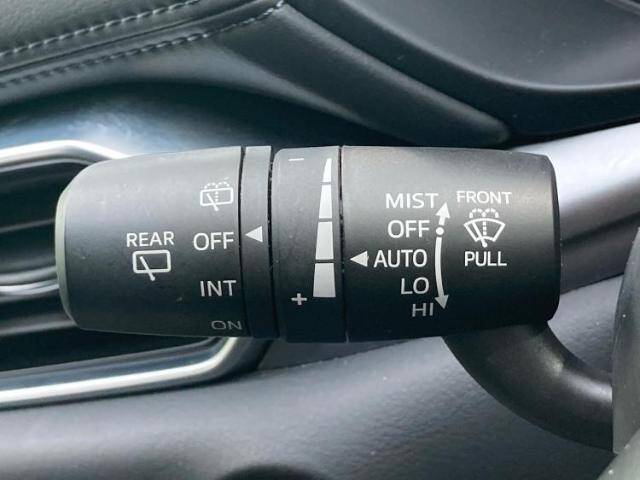 REAR
OFF
INT
ON
−
+
MIST
OFF
AUTO
LO
HI
FRONT
PULL